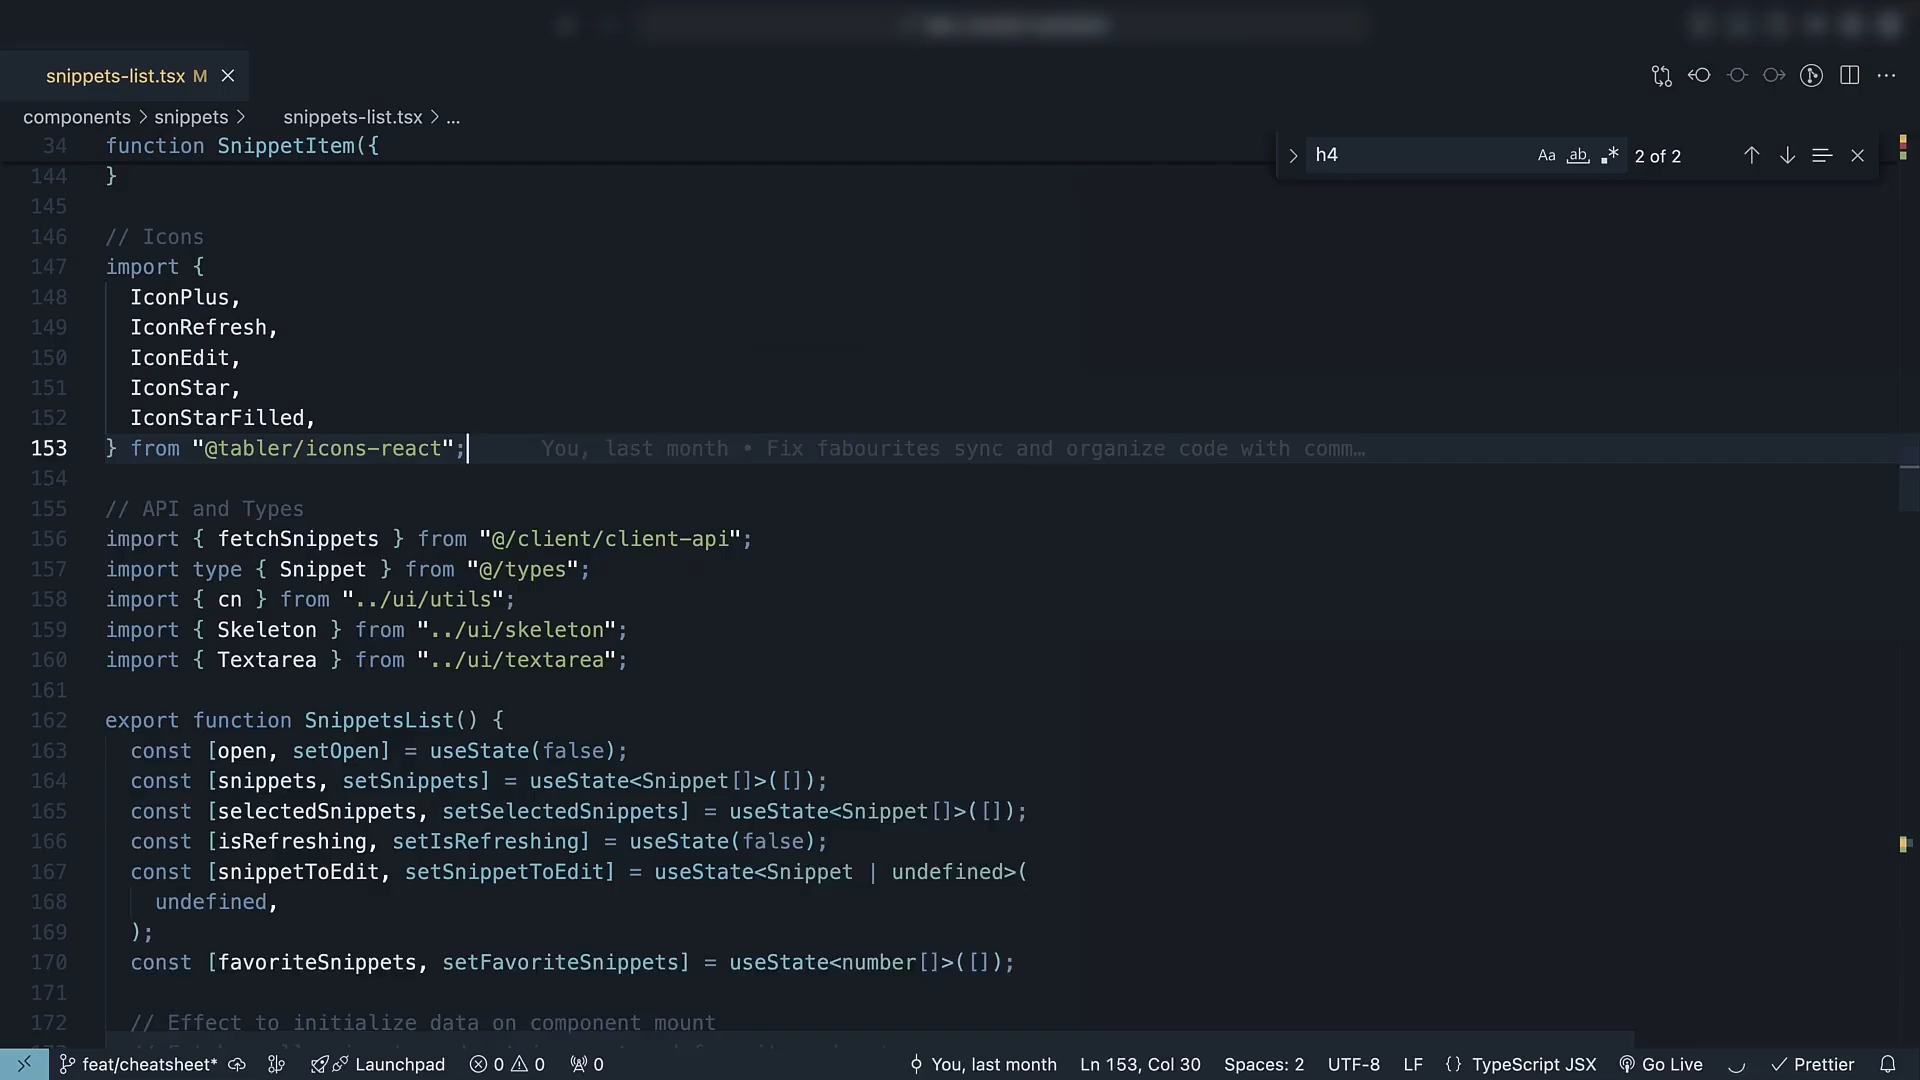 snippets-list.tsx M
components > snippets > snippets-list.tsx > ...
34 function SnippetItem({
h4 Aa ab .* 2 of 2
144 }
145
146 // Icons
147 import {
148 IconPlus,
149 IconRefresh,
150 IconEdit,
151 IconStar,
152 IconStarFilled,
153 } from "@tabler/icons-react"; You, last month • Fix fabourites sync and organize code with comm…
154
155 // API and Types
156 import { fetchSnippets } from "@/client/client-api";
157 import type { Snippet } from "@/types";
158 import { cn } from "../ui/utils";
159 import { Skeleton } from "../ui/skeleton";
160 import { Textarea } from "../ui/textarea";
161
162 export function SnippetsList() {
163 const [open, setOpen] = useState(false);
164 const [snippets, setSnippets] = useState<Snippet[]>([]);
165 const [selectedSnippets, setSelectedSnippets] = useState<Snippet[]>([]);
166 const [isRefreshing, setIsRefreshing] = useState(false);
167 const [snippetToEdit, setSnippetToEdit] = useState<Snippet | undefined>(
168 undefined,
169 );
170 const [favoriteSnippets, setFavoriteSnippets] = useState<number[]>([]);
171
172 // Effect to initialize data on component mount
feat/cheatsheet* Launchpad 0 0 0 You, last month Ln 153, Col 30 Spaces: 2 UTF-8 LF {} TypeScript JSX Go Live Prettier